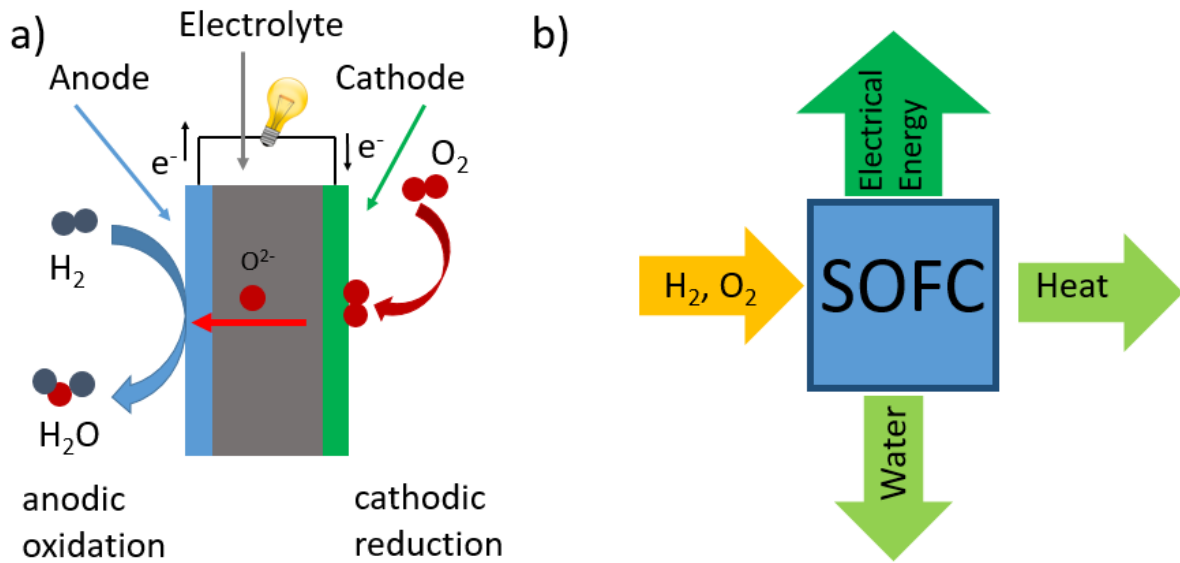 a)
Electrolyte
Anode
Cathode
e⁻
e⁻
O₂
H₂
O²⁻
H₂O
anodic
oxidation
cathodic
reduction
b)
Electrical
Energy
H₂, O₂
SOFC
Heat
Water